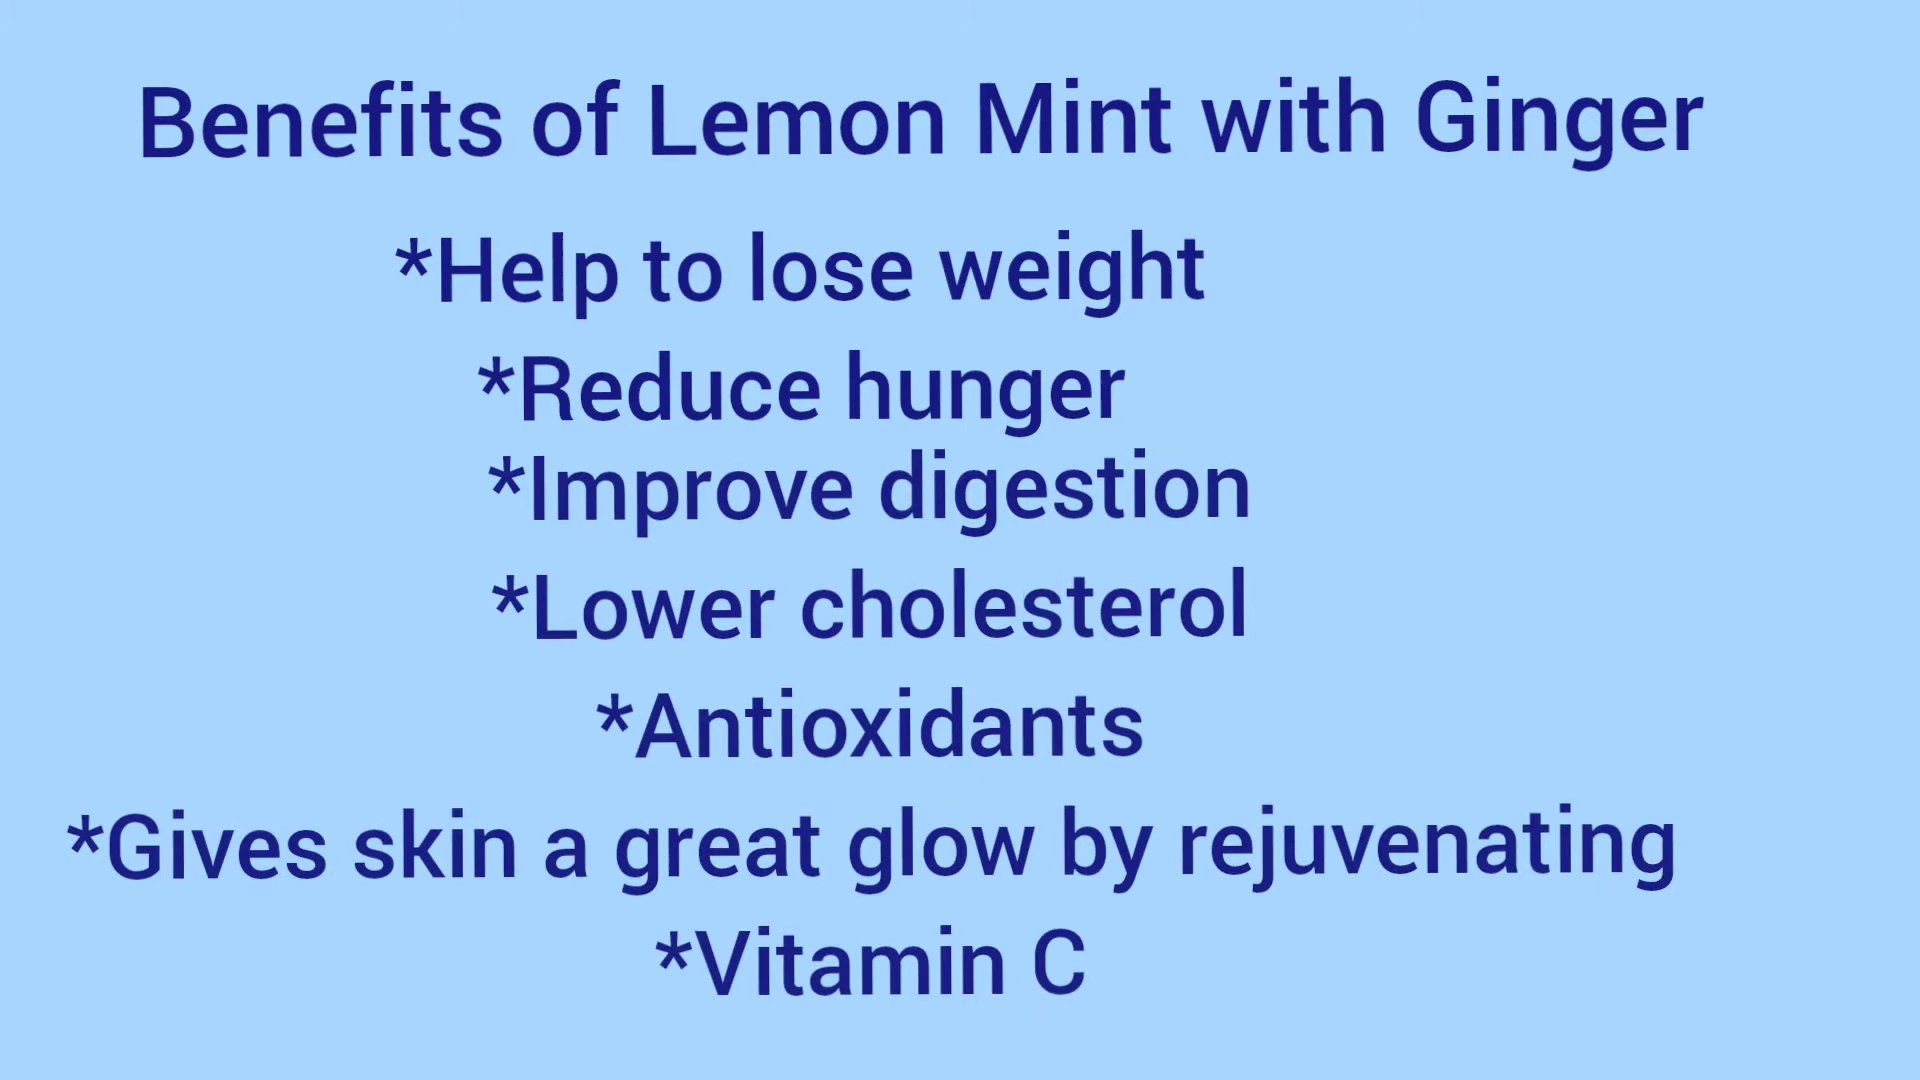 Benefits of Lemon Mint with Ginger
*Help to lose weight
*Reduce hunger
*Improve digestion
*Lower cholesterol
*Antioxidants
*Gives skin a great glow by rejuvenating
*Vitamin C